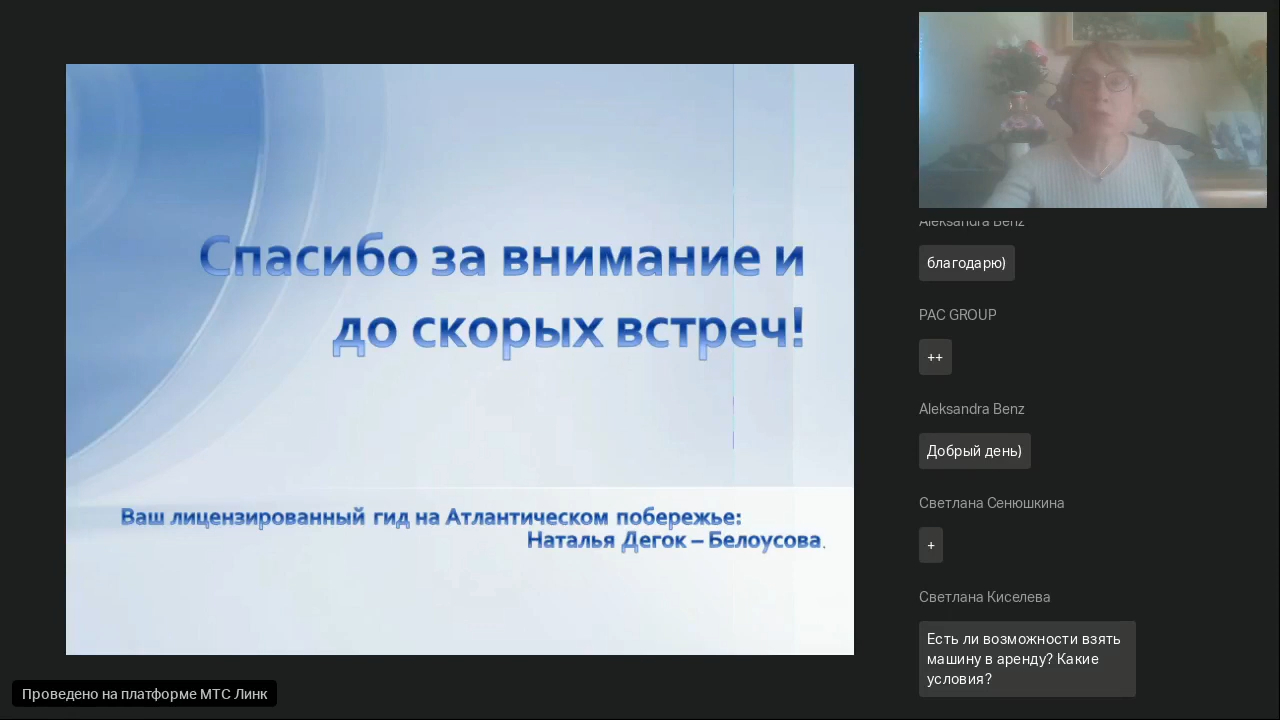 Спасибо за внимание и
до скорых встреч!
Ваш лицензированный гид на Атлантическом побережье:
Наталья Дегок – Белоусова.
Проведено на платформе МТС Линк
Aleksandra Benz
благодарю)
PAC GROUP
++
Aleksandra Benz
Добрый день)
Светлана Сенюшкина
+
Светлана Киселева
Есть ли возможности взять
машину в аренду? Какие
условия?